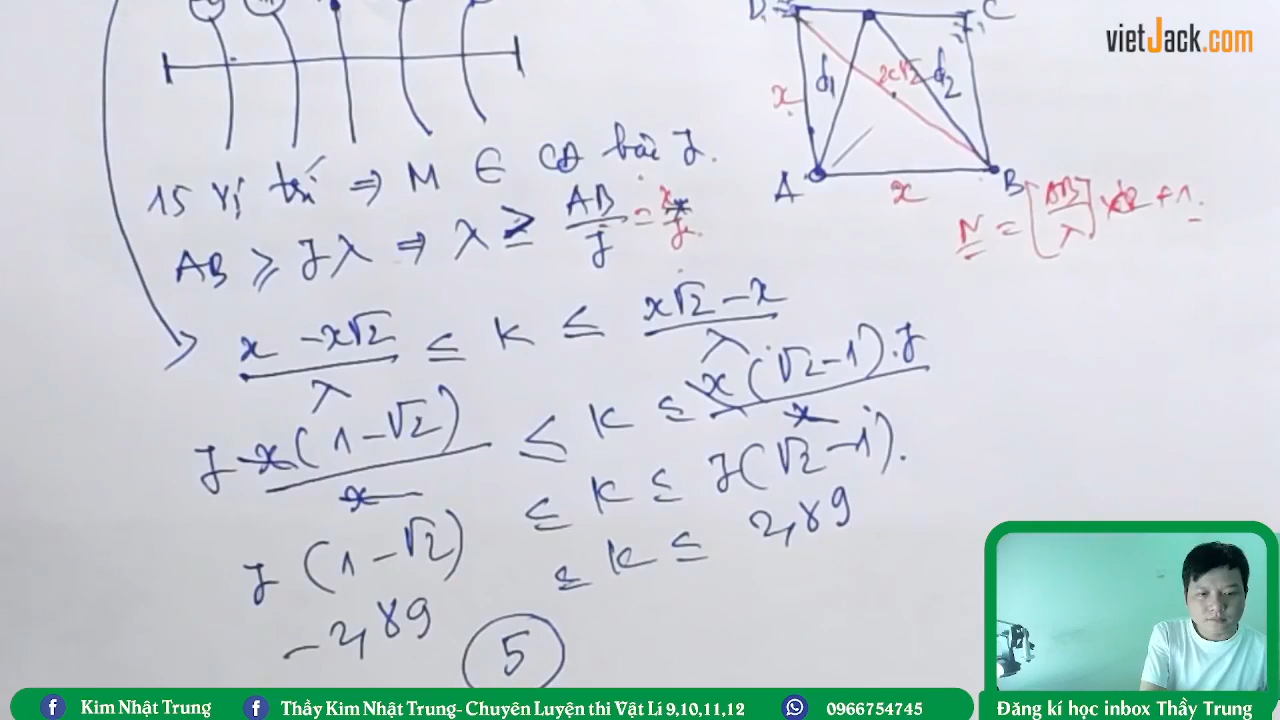 D C
vietJack.com
d1 x√2 d2
x
15 vị trí ⇒ M ∈ CD bậc 7.
A x B
AB ≥ 7λ ⇒ λ ≥ AB/7 = x/7
N = [AB/λ] × 2 + 1.
(x - x√2)/λ ≤ k ≤ (x√2 - x)/λ
7 x(1 - √2)/x ≤ k ≤ x(√2 - 1).7/x
7(1 - √2) ≤ k ≤ 7(√2 - 1).
-2,89 ≤ k ≤ 2,89
5
Kim Nhật Trung
Thầy Kim Nhật Trung- Chuyên Luyện thi Vật Lí 9,10,11,12
0966754745
Đăng kí học inbox Thầy Trung